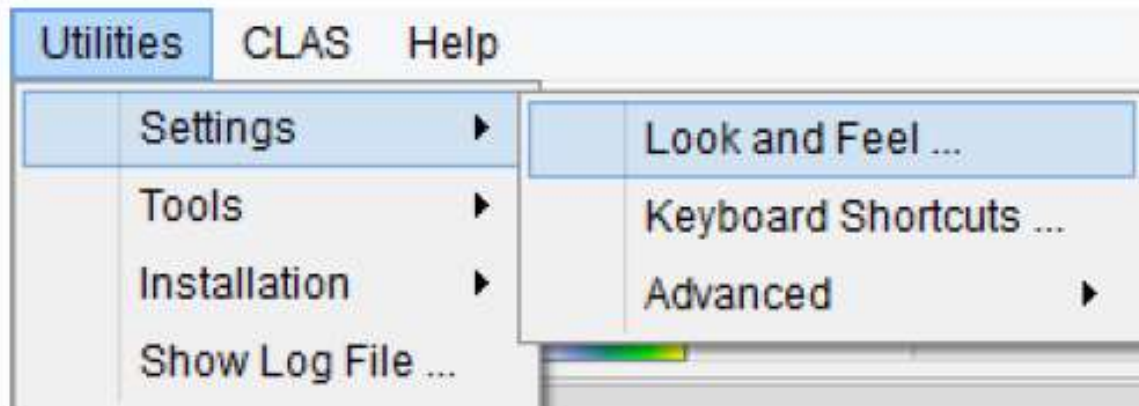 Utilities CLAS Help
Settings
Tools
Installation
Show Log File ...
Look and Feel ...
Keyboard Shortcuts ...
Advanced